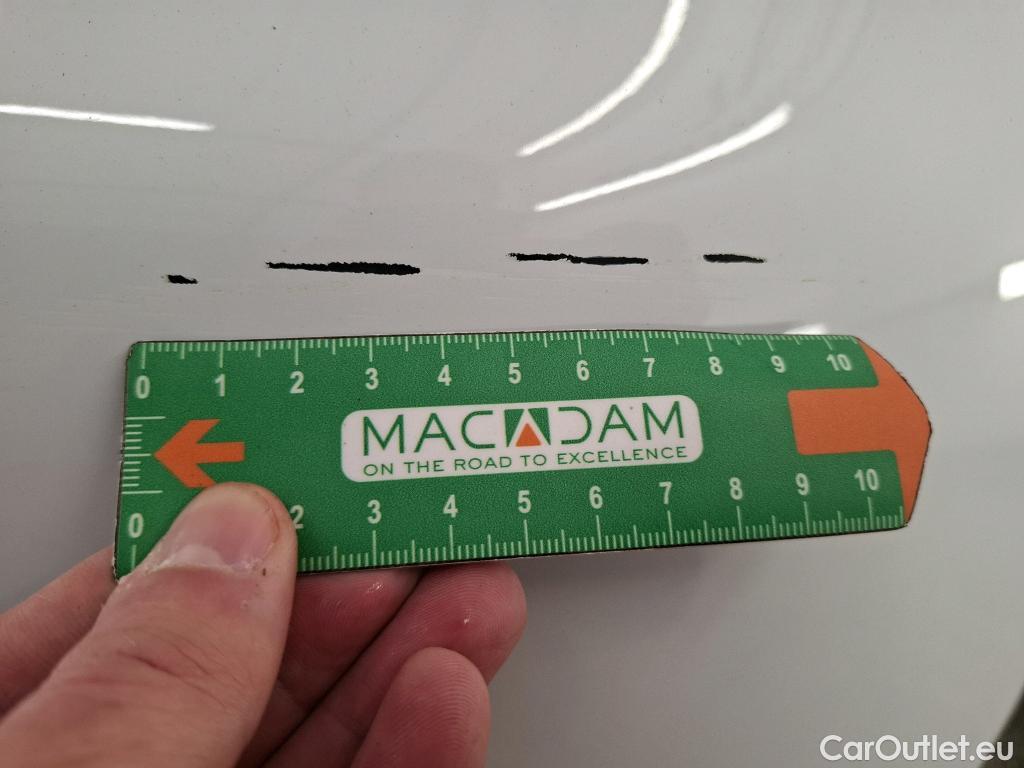 0 1 2 3 4 5 6 7 8 9 10
MACADAM
ON THE ROAD TO EXCELLENCE
0 2 3 4 5 6 7 8 9 10
CarOutlet.eu